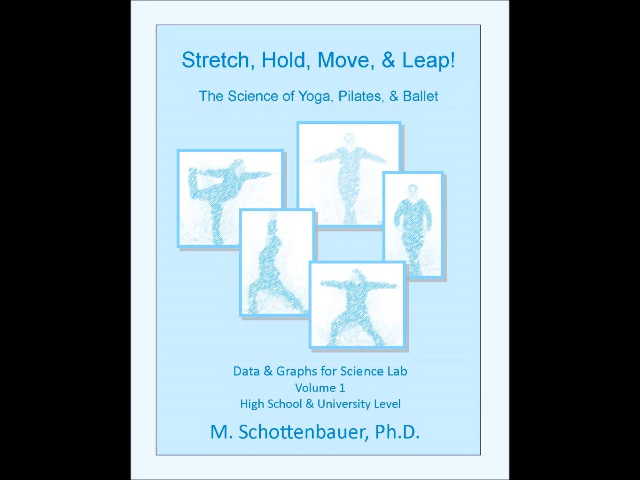 Stretch, Hold, Move, & Leap!
The Science of Yoga, Pilates, & Ballet
Data & Graphs for Science Lab
Volume 1
High School & University Level
M. Schottenbauer, Ph.D.